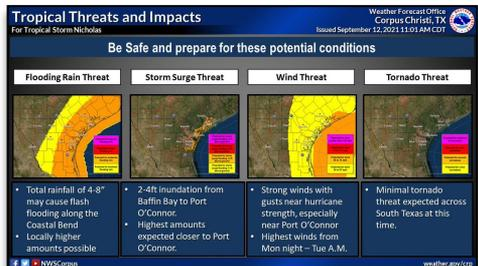 Tropical Threats and Impacts
For Tropical Storm Nicholas
Weather Forecast Office
Corpus Christi, TX
Issued September 12, 2021 11:01 AM CDT
Be Safe and prepare for these potential conditions
Flooding Rain Threat
Storm Surge Threat
Wind Threat
Tornado Threat
• Total rainfall of 4-8"
may cause flash
flooding along the
Coastal Bend
• Locally higher
amounts possible
• 2-4ft inundation from
Baffin Bay to Port
O'Connor.
• Highest amounts
expected closer to Port
O'Connor.
• Strong winds with
gusts near hurricane
strength, especially
near Port O'Connor
• Highest winds from
Mon night – Tue A.M.
• Minimal tornado
threat expected across
South Texas at this
time.
NWSCorpus
weather.gov/crp